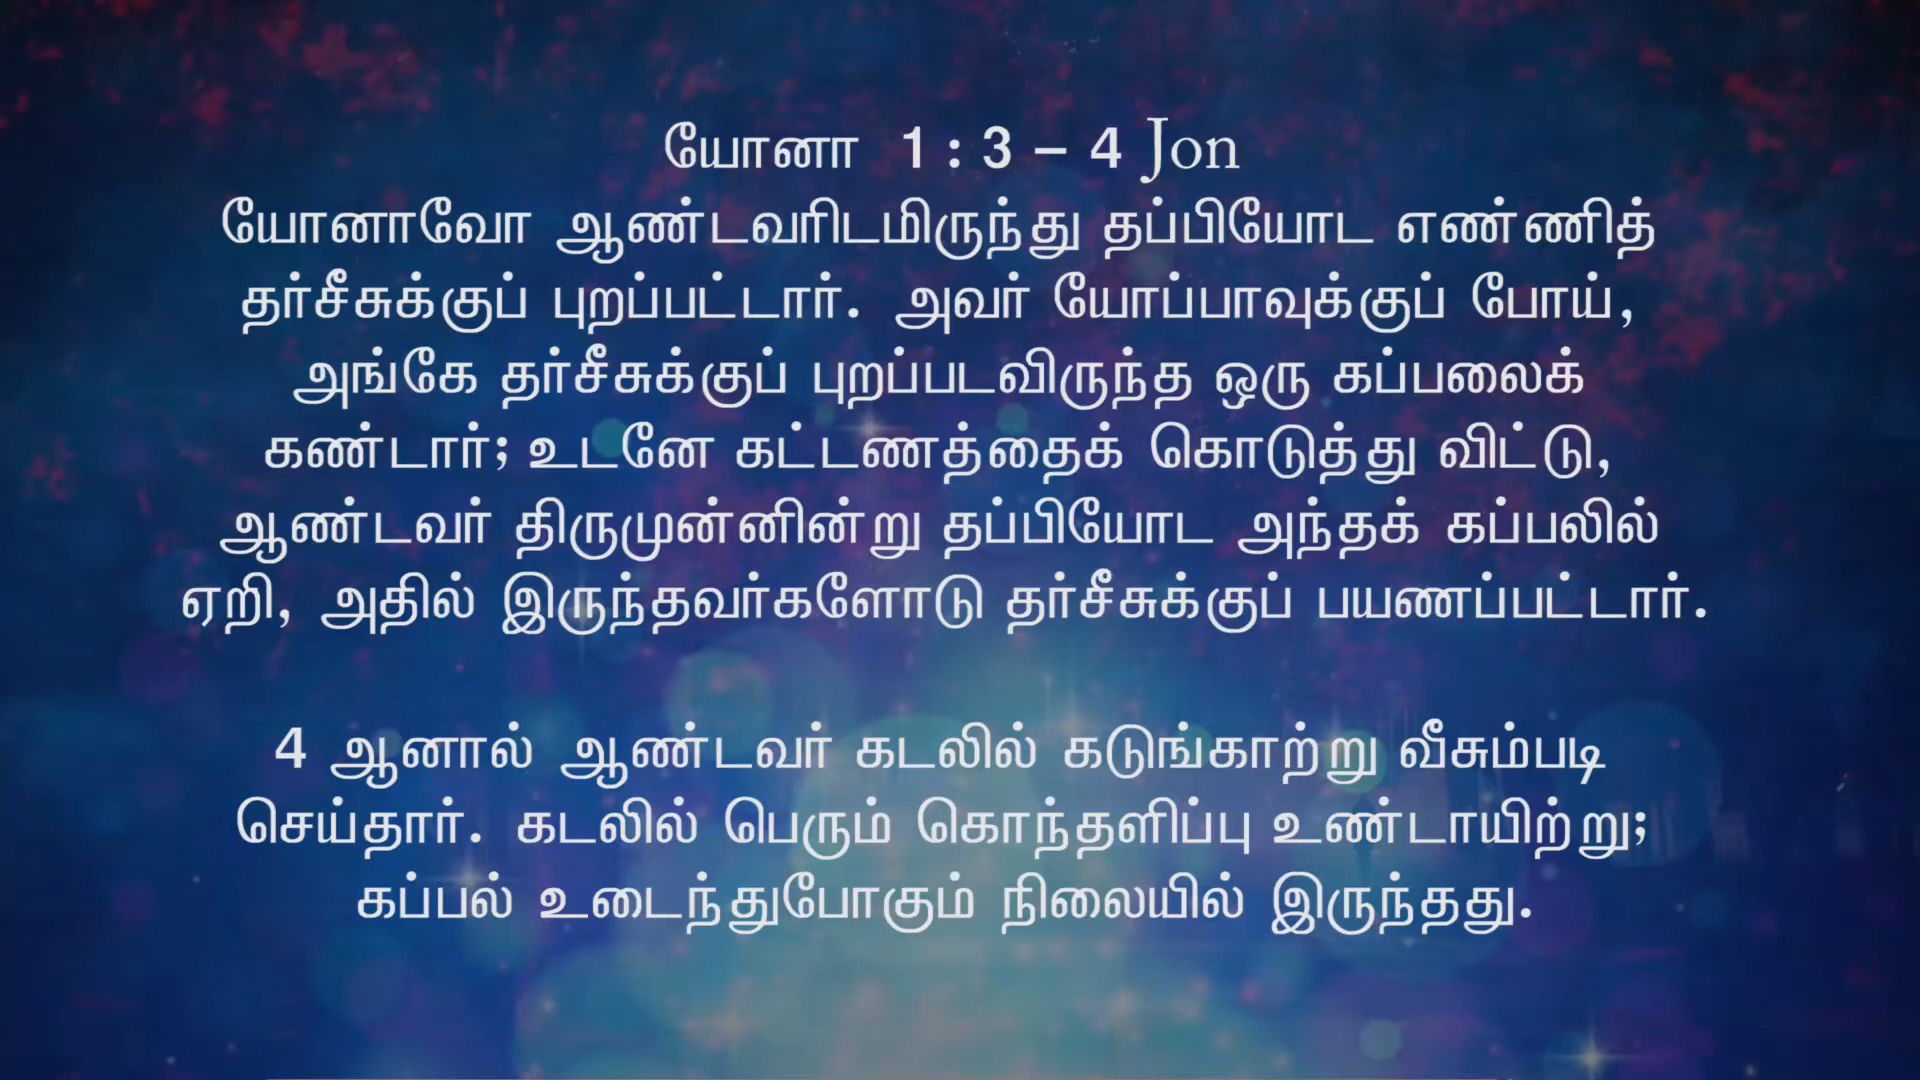 யோனா 1 : 3 – 4 Jon
யோனாவோ ஆண்டவரிடமிருந்து தப்பியோட எண்ணித்
தர்சீசுக்குப் புறப்பட்டார். அவர் யோப்பாவுக்குப் போய்,
அங்கே தர்சீசுக்குப் புறப்படவிருந்த ஒரு கப்பலைக்
கண்டார்; உடனே கட்டணத்தைக் கொடுத்து விட்டு,
ஆண்டவர் திருமுன்னின்று தப்பியோட அந்தக் கப்பலில்
ஏறி, அதில் இருந்தவர்களோடு தர்சீசுக்குப் பயணப்பட்டார்.
4 ஆனால் ஆண்டவர் கடலில் கடுங்காற்று வீசும்படி
செய்தார். கடலில் பெரும் கொந்தளிப்பு உண்டாயிற்று;
கப்பல் உடைந்துபோகும் நிலையில் இருந்தது.